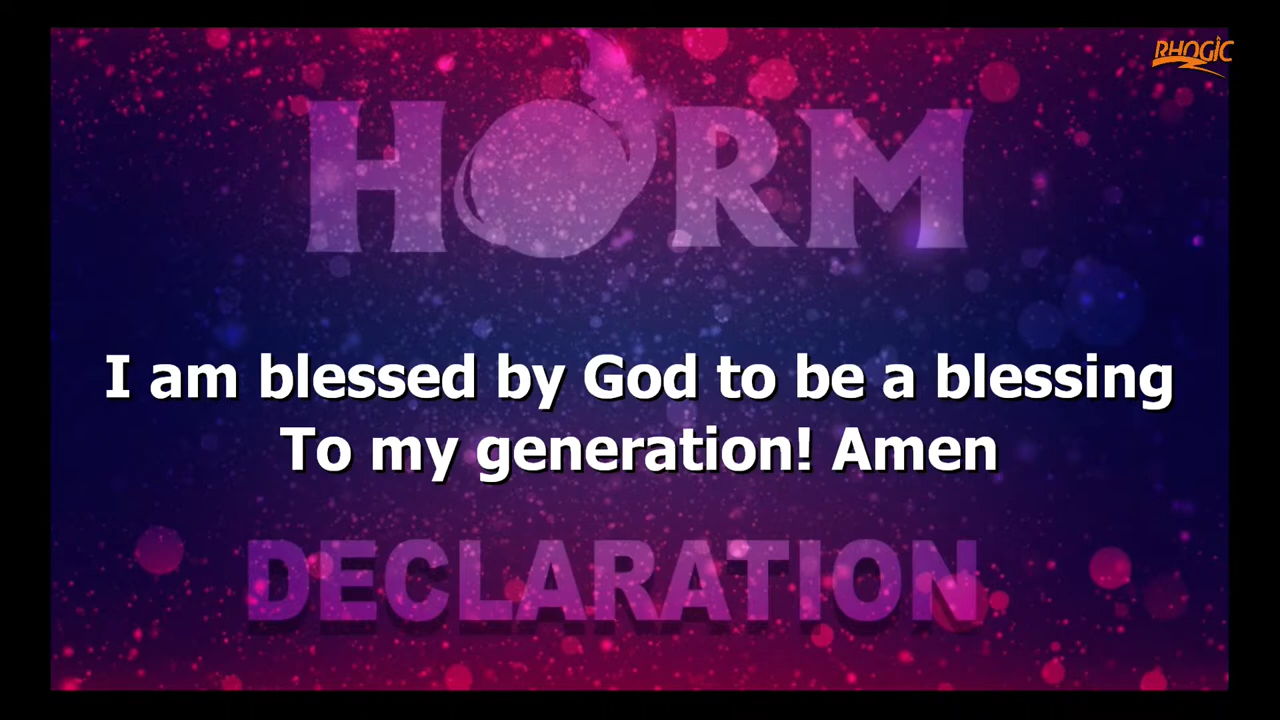 RHOGIC
HORM
I am blessed by God to be a blessing
To my generation! Amen
DECLARATION